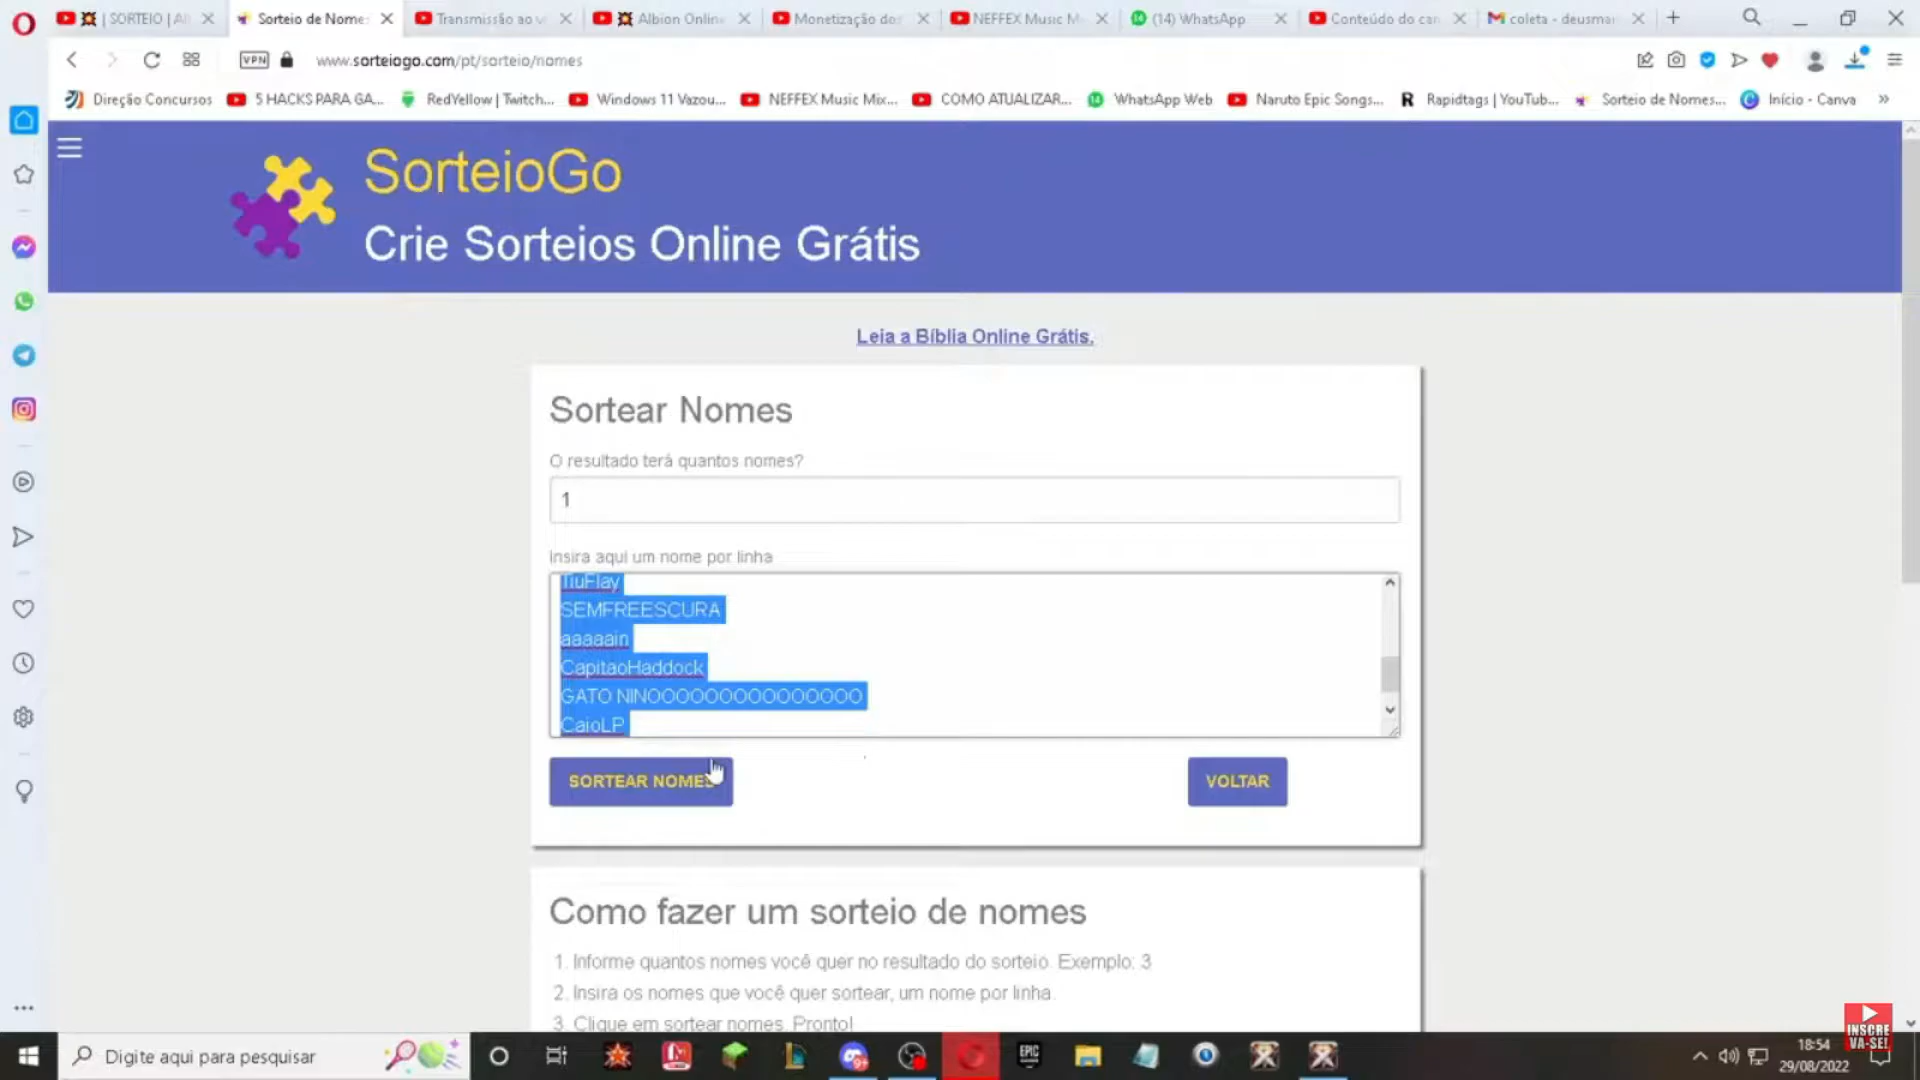 | SORTEIO | Al
Sorteio de Nome
Transmissão ao v
Albion Onlin
Monetização do
NEFFEX Music M
(14) WhatsApp
Conteúdo do can
coleta - deusmar
VPN
www.sorteiogo.com/pt/sorteio/nomes
Direção Concursos
5 HACKS PARA GA...
RedYellow | Twitch...
Windows 11 Vazou...
NEFFEX Music Mix...
COMO ATUALIZAR...
WhatsApp Web
Naruto Epic Songs...
Rapidtags | YouTub...
Sorteio de Nomes...
Início - Canva
SorteioGo
Crie Sorteios Online Grátis
Leia a Bíblia Online Grátis.
Sortear Nomes
O resultado terá quantos nomes?
1
Insira aqui um nome por linha
TiuFlay
SEMFREESCURA
aaaaain
CapitaoHaddock
GATO NINOOOOOOOOOOOOOOO
CaioLP
SORTEAR NOMES
VOLTAR
Como fazer um sorteio de nomes
1. Informe quantos nomes você quer no resultado do sorteio. Exemplo: 3
2. Insira os nomes que você quer sortear, um nome por linha.
3. Clique em sortear nomes. Pronto!
INSCRE
VA-SE!
Digite aqui para pesquisar
EPIC
18:54
29/08/2022